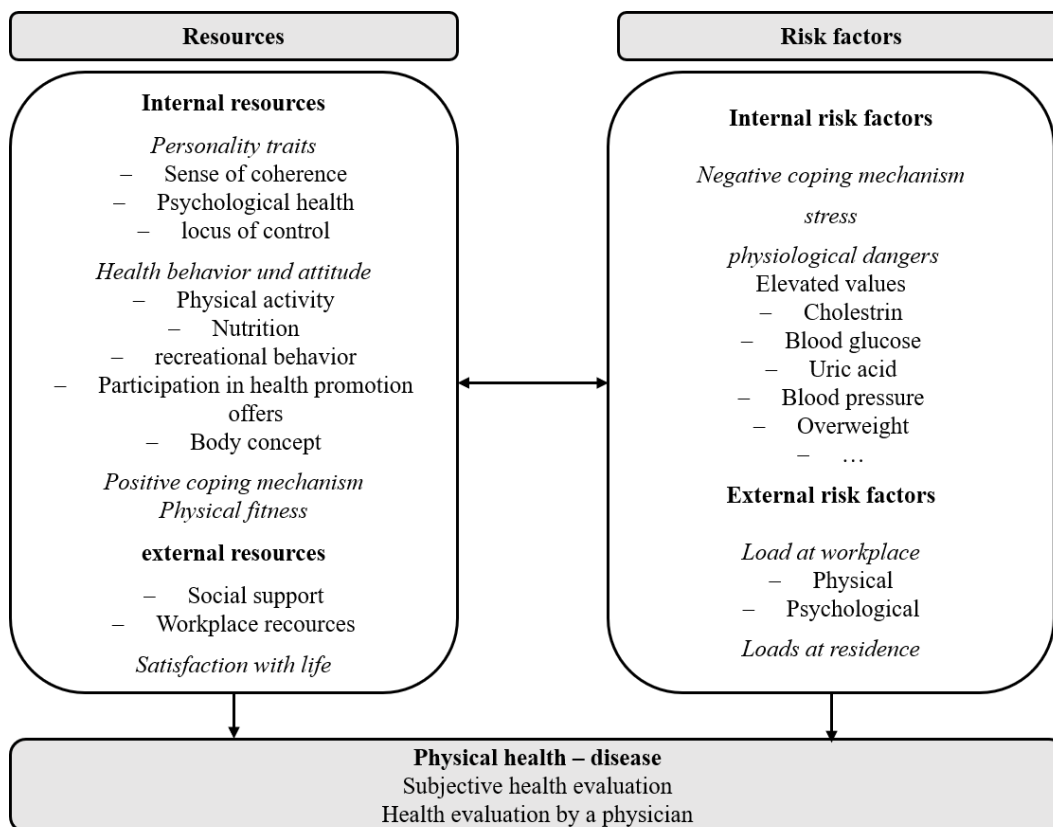 Resources
Internal resources
Personality traits
– Sense of coherence
– Psychological health
– locus of control
Health behavior und attitude
– Physical activity
– Nutrition
– recreational behavior
– Participation in health promotion
offers
– Body concept
Positive coping mechanism
Physical fitness
external resources
– Social support
– Workplace recources
Satisfaction with life
Risk factors
Internal risk factors
Negative coping mechanism
stress
physiological dangers
Elevated values
– Cholestrin
– Blood glucose
– Uric acid
– Blood pressure
– Overweight
– …
External risk factors
Load at workplace
– Physical
– Psychological
Loads at residence
Physical health – disease
Subjective health evaluation
Health evaluation by a physician